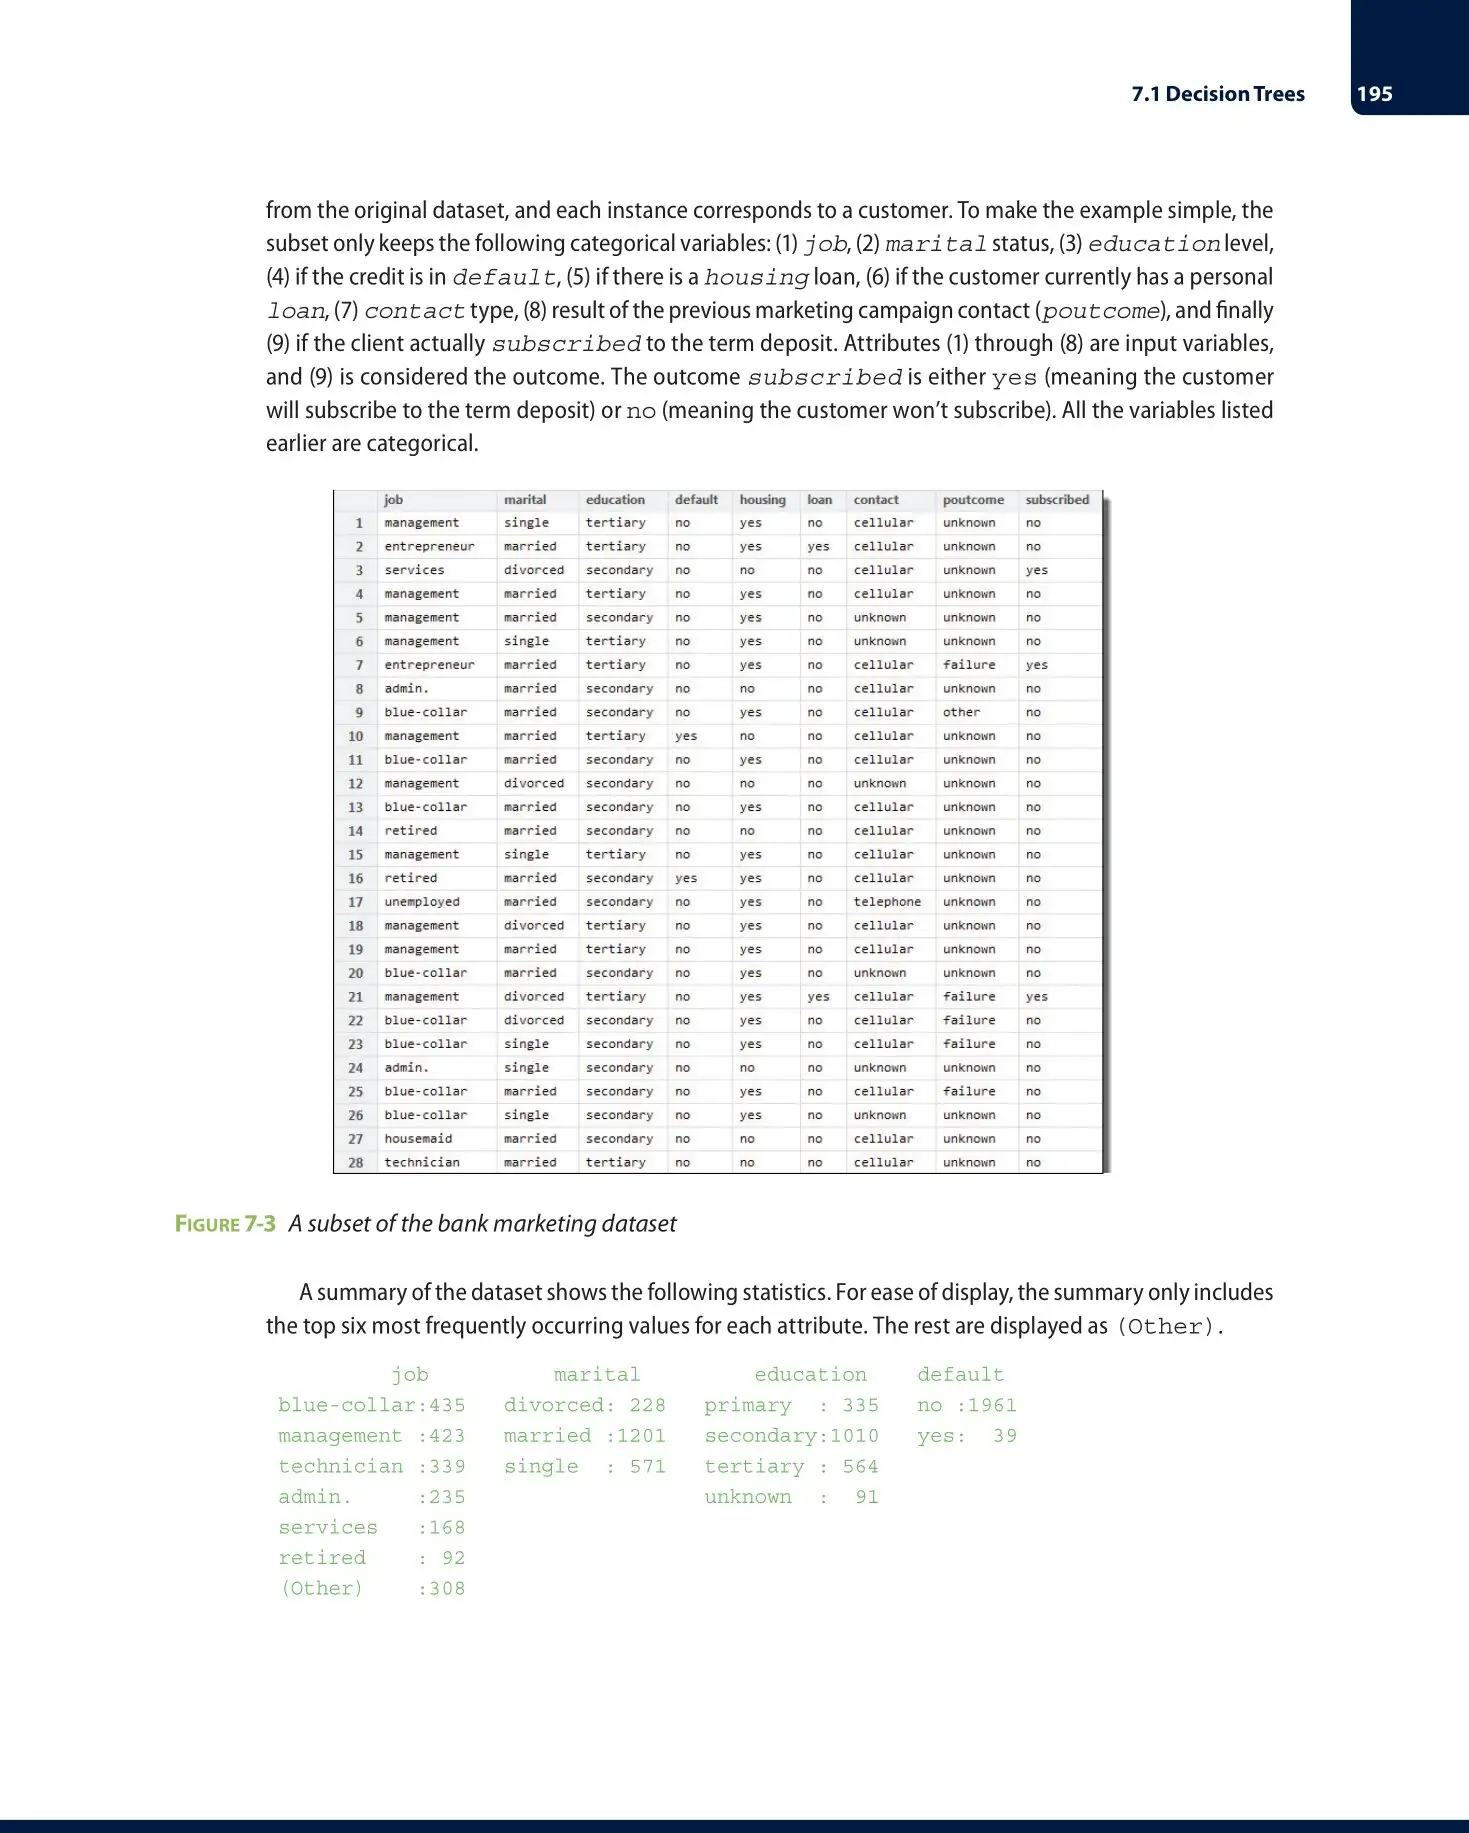 7.1 Decision Trees 195
from the original dataset, and each instance corresponds to a customer. To make the example simple, the
subset only keeps the following categorical variables: (1) job, (2) marital status, (3) education level,
(4) if the credit is in default, (5) if there is a housing loan, (6) if the customer currently has a personal
loan, (7) contact type, (8) result of the previous marketing campaign contact (poutcome), and finally
(9) if the client actually subscribed to the term deposit. Attributes (1) through (8) are input variables,
and (9) is considered the outcome. The outcome subscribed is either yes (meaning the customer
will subscribe to the term deposit) or no (meaning the customer won’t subscribe). All the variables listed
earlier are categorical.
job marital education default housing loan contact poutcome subscribed
1 management single tertiary no yes no cellular unknown no
2 entrepreneur married tertiary no yes yes cellular unknown no
3 services divorced secondary no no no cellular unknown yes
4 management married tertiary no yes no cellular unknown no
5 management married secondary no yes no unknown unknown no
6 management single tertiary no yes no unknown unknown no
7 entrepreneur married tertiary no yes no cellular failure yes
8 admin. married secondary no no no cellular unknown no
9 blue-collar married secondary no yes no cellular other no
10 management married tertiary yes no no cellular unknown no
11 blue-collar married secondary no yes no cellular unknown no
12 management divorced secondary no no no unknown unknown no
13 blue-collar married secondary no yes no cellular unknown no
14 retired married secondary no no no cellular unknown no
15 management single tertiary no yes no cellular unknown no
16 retired married secondary yes yes no cellular unknown no
17 unemployed married secondary no yes no telephone unknown no
18 management divorced tertiary no yes no cellular unknown no
19 management married tertiary no yes no cellular unknown no
20 blue-collar married secondary no yes no unknown unknown no
21 management divorced tertiary no yes yes cellular failure yes
22 blue-collar divorced secondary no yes no cellular failure no
23 blue-collar single secondary no yes no cellular failure no
24 admin. single secondary no no no unknown unknown no
25 blue-collar married secondary no yes no cellular failure no
26 blue-collar single secondary no yes no unknown unknown no
27 housemaid married secondary no no no cellular unknown no
28 technician married tertiary no no no cellular unknown no
FIGURE 7-3 A subset of the bank marketing dataset
A summary of the dataset shows the following statistics. For ease of display, the summary only includes
the top six most frequently occurring values for each attribute. The rest are displayed as (Other).
job marital education default
blue-collar:435 divorced: 228 primary : 335 no :1961
management :423 married :1201 secondary:1010 yes: 39
technician :339 single : 571 tertiary : 564
admin. :235 unknown : 91
services :168
retired : 92
(Other) :308